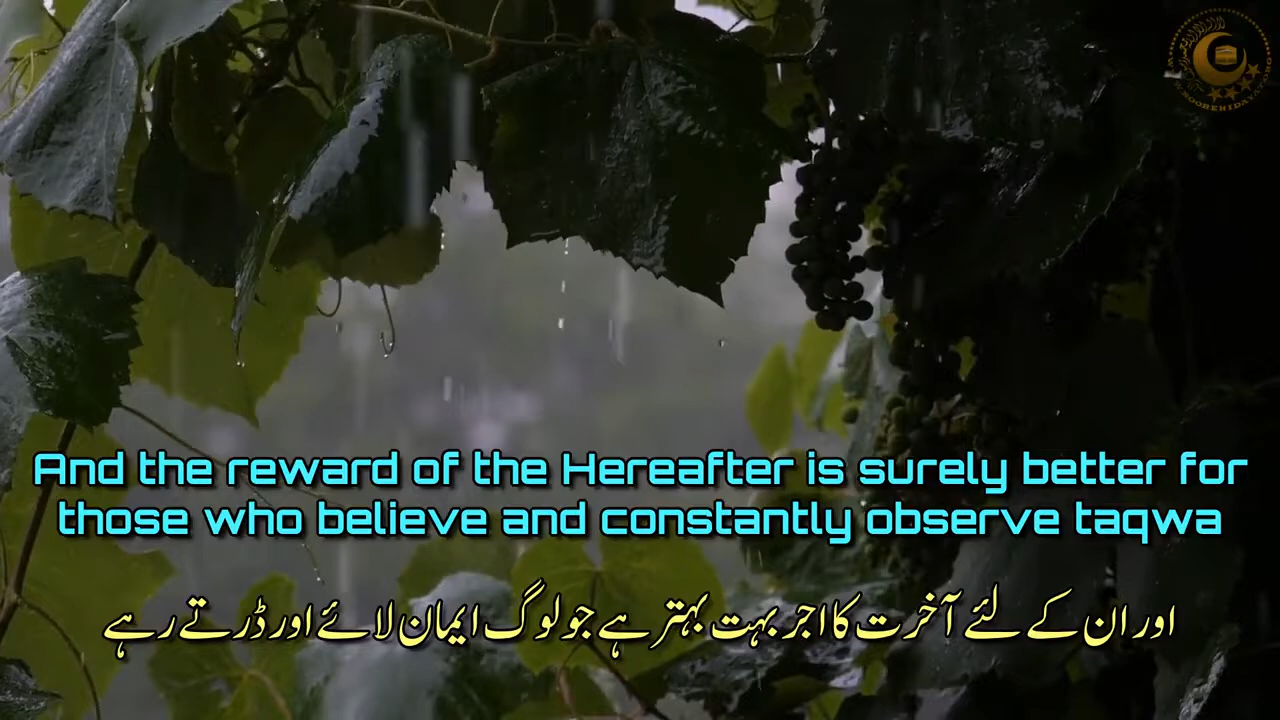 And the reward of the Hereafter is surely better for
those who believe and constantly observe taqwa
اور ان کے لئے آخرت کا اجر بہت بہتر ہے جو لوگ ایمان لائے اور ڈرتے رہے